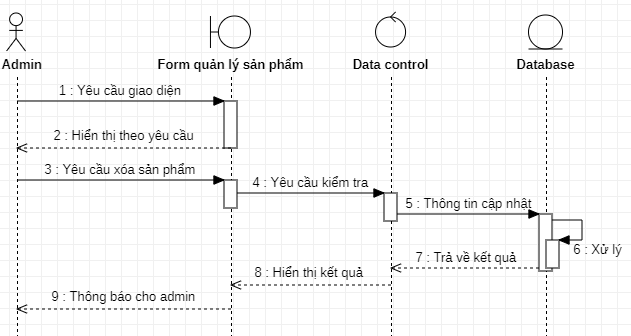 Admin
Form quản lý sản phẩm
Data control
Database
1 : Yêu cầu giao diện
2 : Hiển thị theo yêu cầu
3 : Yêu cầu xóa sản phẩm
4 : Yêu cầu kiểm tra
5 : Thông tin cập nhật
6 : Xử lý
7 : Trả về kết quả
8 : Hiển thị kết quả
9 : Thông báo cho admin